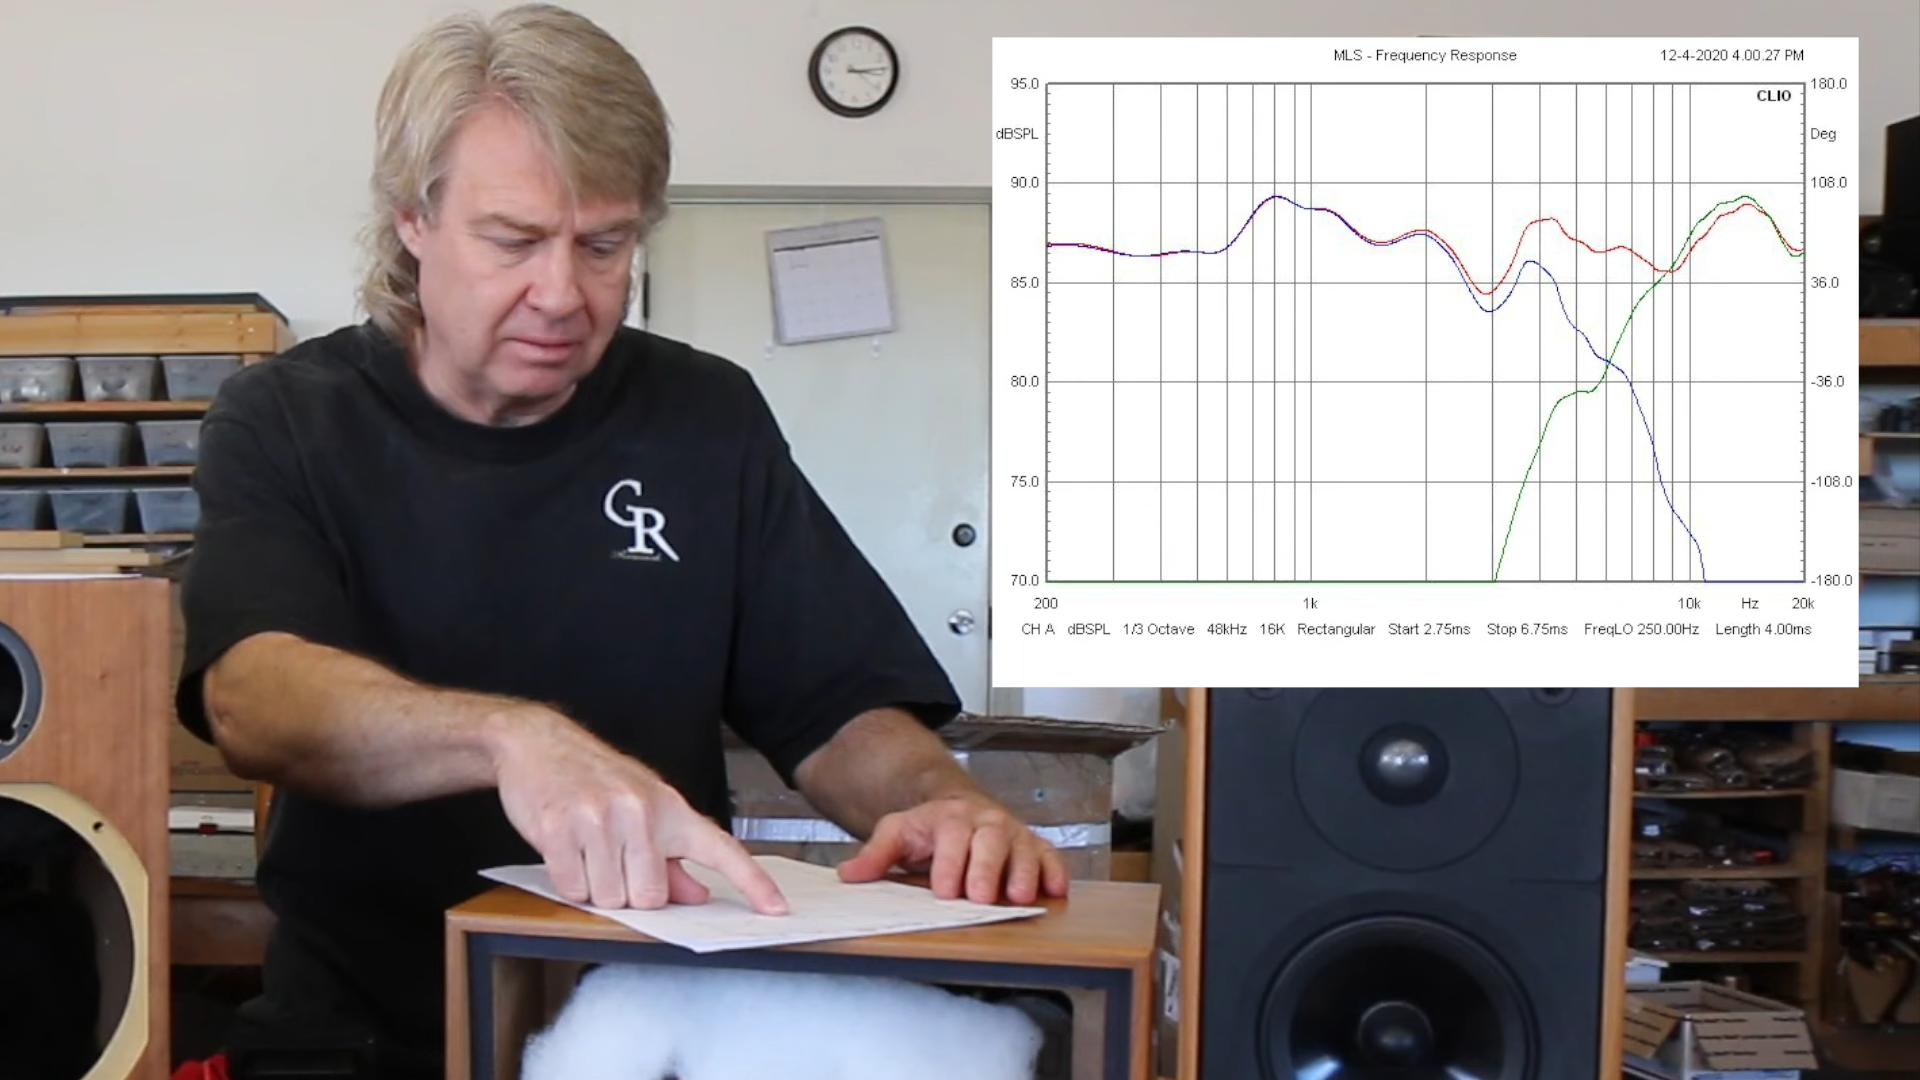 MLS - Frequency Response 12-4-2020 4.00.27 PM
95.0 180.0
CLIO
dBSPL Deg
90.0 108.0
85.0 36.0
80.0 -36.0
75.0 -108.0
70.0 -180.0
200 1k 10k Hz 20k
CH A dBSPL 1/3 Octave 48kHz 16K Rectangular Start 2.75ms Stop 6.75ms FreqLO 250.00Hz Length 4.00ms
GR